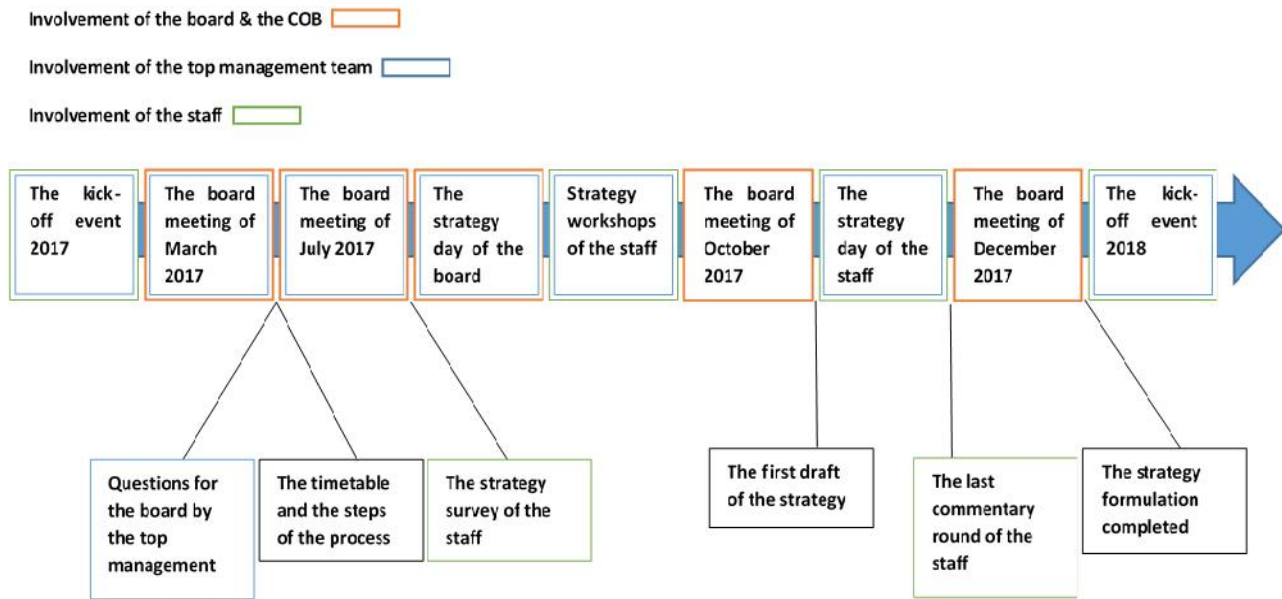 Involvement of the board & the COB
Involvement of the top management team
Involvement of the staff
The kick-
off event
2017
The board
meeting of
March
2017
The board
meeting of
July 2017
The
strategy
day of the
board
Strategy
workshops
of the staff
The board
meeting of
October
2017
The
strategy
day of the
staff
The board
meeting of
December
2017
The kick-
off event
2018
Questions for
the board by
the top
management
The timetable
and the steps
of the process
The strategy
survey of the
staff
The first draft
of the strategy
The last
commentary
round of the
staff
The strategy
formulation
completed